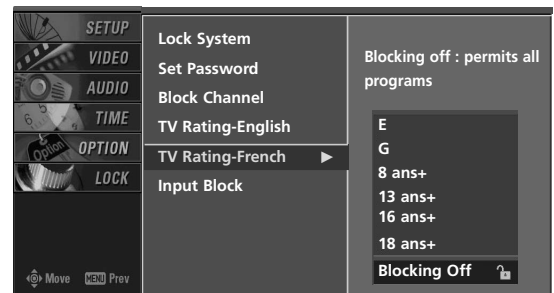 SETUP
VIDEO
AUDIO
TIME
OPTION
LOCK
Move MENU Prev
Lock System
Set Password
Block Channel
TV Rating-English
TV Rating-French
Input Block
Blocking off : permits all
programs
E
G
8 ans+
13 ans+
16 ans+
18 ans+
Blocking Off